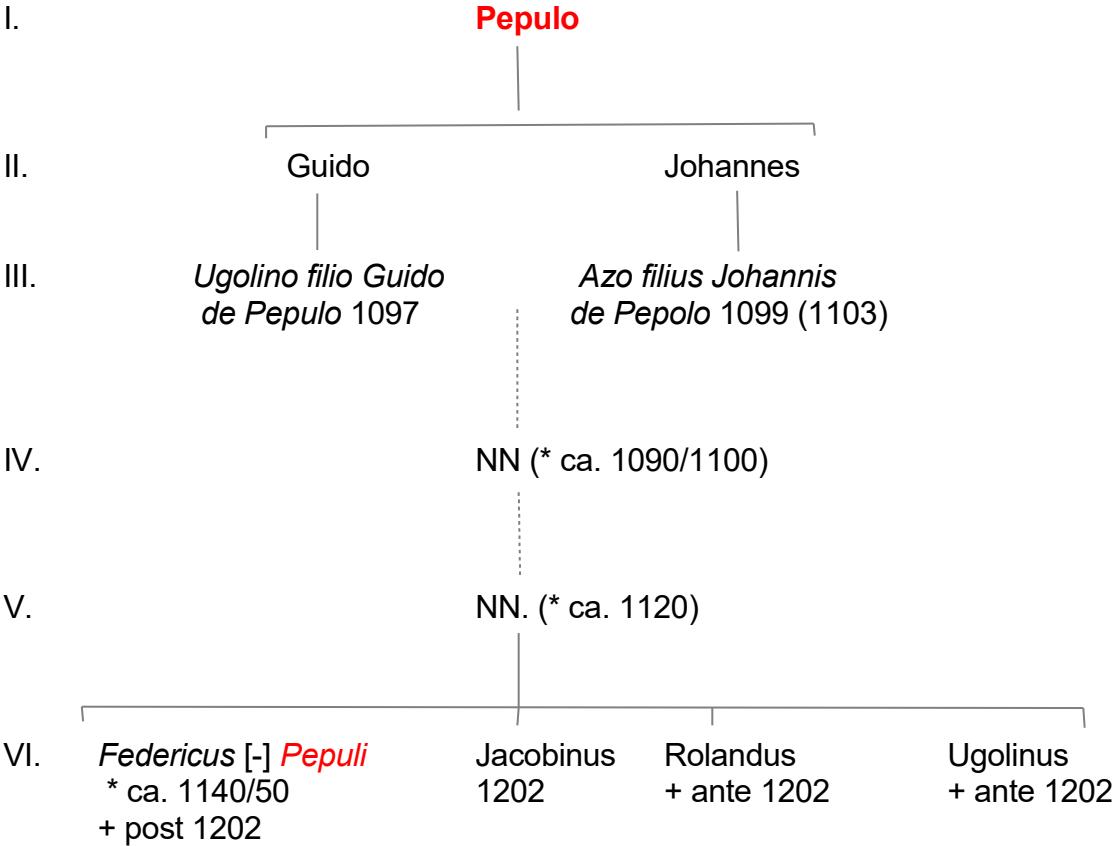 I. Pepulo
II. Guido Johannes
III. Ugolino filio Guido Azo filius Johannis
de Pepulo 1097 de Pepolo 1099 (1103)
IV. NN (* ca. 1090/1100)
V. NN. (* ca. 1120)
VI. Federicus [-] Pepuli Jacobinus Rolandus Ugolinus
* ca. 1140/50 1202 + ante 1202 + ante 1202
+ post 1202